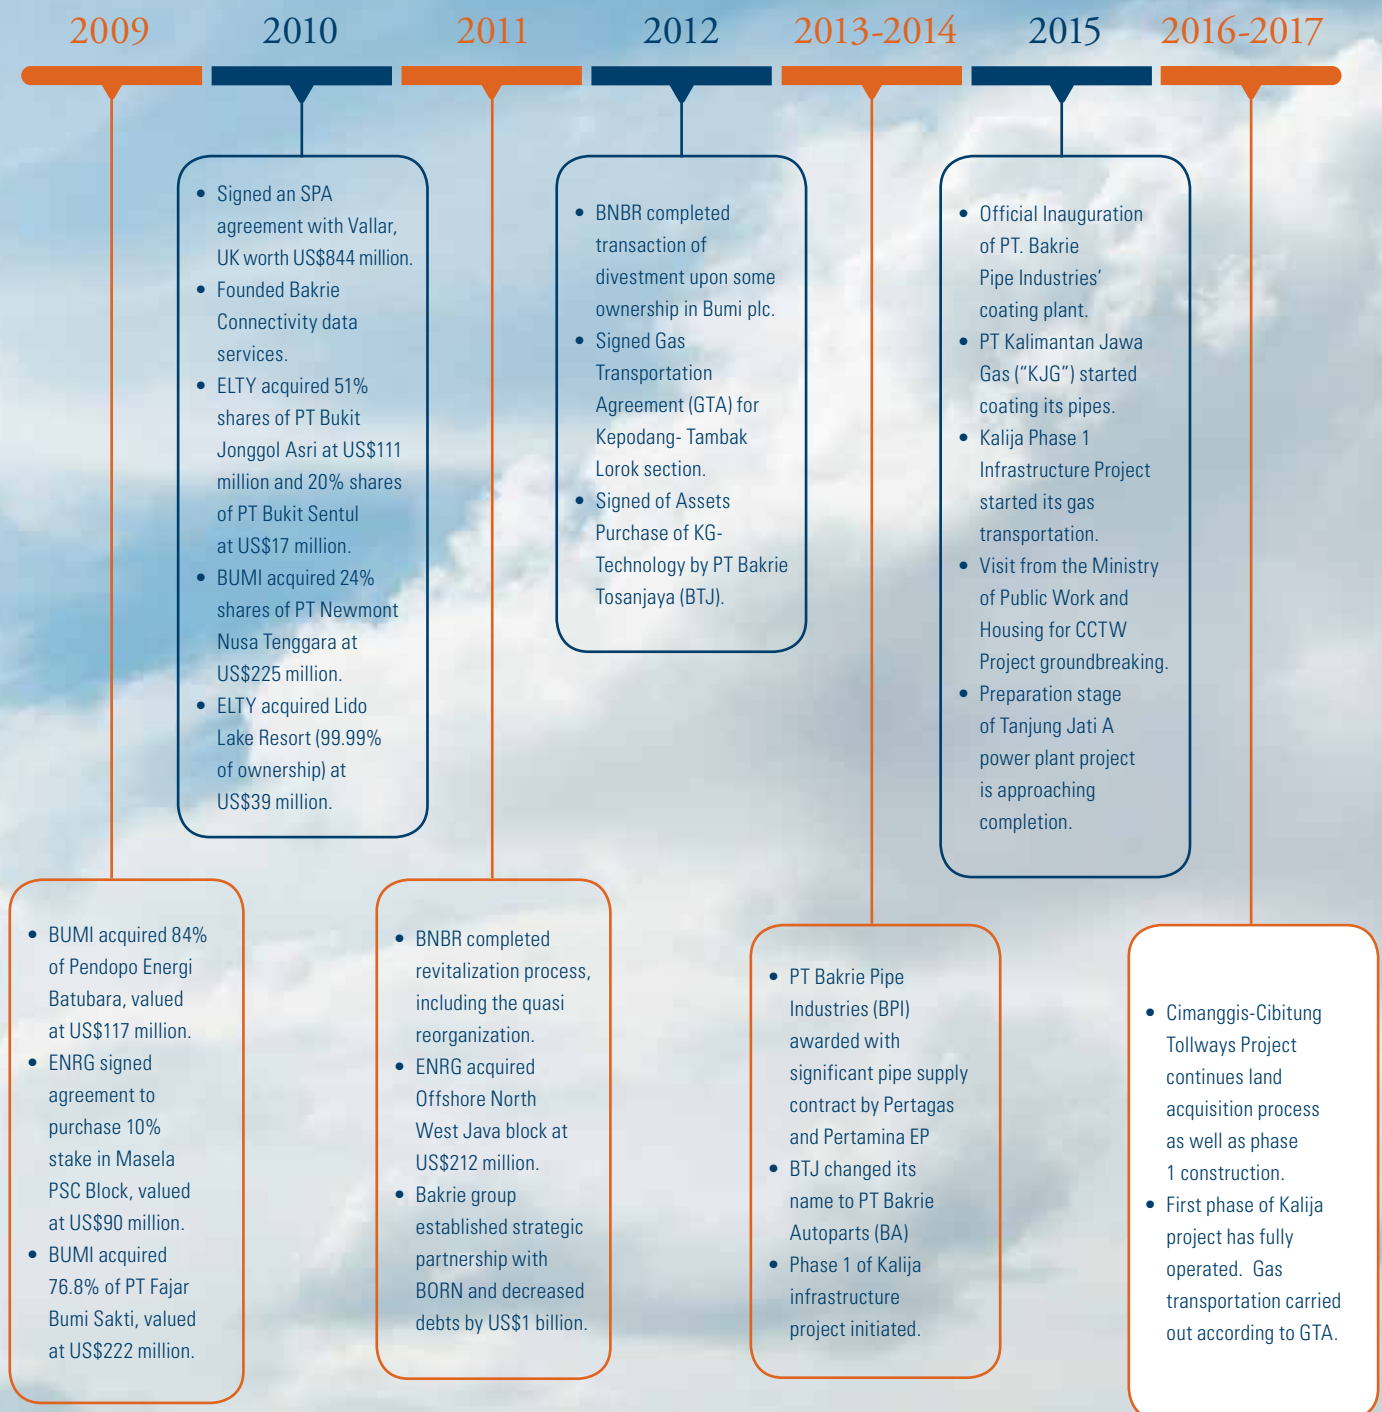 2009
2010
2011
2012
2013-2014
2015
2016-2017
• BUMI acquired 84%
of Pendopo Energi
Batubara, valued
at US$117 million.
• ENRG signed
agreement to
purchase 10%
stake in Masela
PSC Block, valued
at US$90 million.
• BUMI acquired
76.8% of PT Fajar
Bumi Sakti, valued
at US$222 million.
• Signed an SPA
agreement with Vallar,
UK worth US$844 million.
• Founded Bakrie
Connectivity data
services.
• ELTY acquired 51%
shares of PT Bukit
Jonggol Asri at US$111
million and 20% shares
of PT Bukit Sentul
at US$17 million.
• BUMI acquired 24%
shares of PT Newmont
Nusa Tenggara at
US$225 million.
• ELTY acquired Lido
Lake Resort (99.99%
of ownership) at
US$39 million.
• BNBR completed
revitalization process,
including the quasi
reorganization.
• ENRG acquired
Offshore North
West Java block at
US$212 million.
• Bakrie group
established strategic
partnership with
BORN and decreased
debts by US$1 billion.
• BNBR completed
transaction of
divestment upon some
ownership in Bumi plc.
• Signed Gas
Transportation
Agreement (GTA) for
Kepodang- Tambak
Lorok section.
• Signed of Assets
Purchase of KG-
Technology by PT Bakrie
Tosanjaya (BTJ).
• PT Bakrie Pipe
Industries (BPI)
awarded with
significant pipe supply
contract by Pertagas
and Pertamina EP
• BTJ changed its
name to PT Bakrie
Autoparts (BA)
• Phase 1 of Kalija
infrastructure
project initiated.
• Official Inauguration
of PT. Bakrie
Pipe Industries’
coating plant.
• PT Kalimantan Jawa
Gas (“KJG”) started
coating its pipes.
• Kalija Phase 1
Infrastructure Project
started its gas
transportation.
• Visit from the Ministry
of Public Work and
Housing for CCTW
Project groundbreaking.
• Preparation stage
of Tanjung Jati A
power plant project
is approaching
completion.
• Cimanggis-Cibitung
Tollways Project
continues land
acquisition process
as well as phase
1 construction.
• First phase of Kalija
project has fully
operated. Gas
transportation carried
out according to GTA.